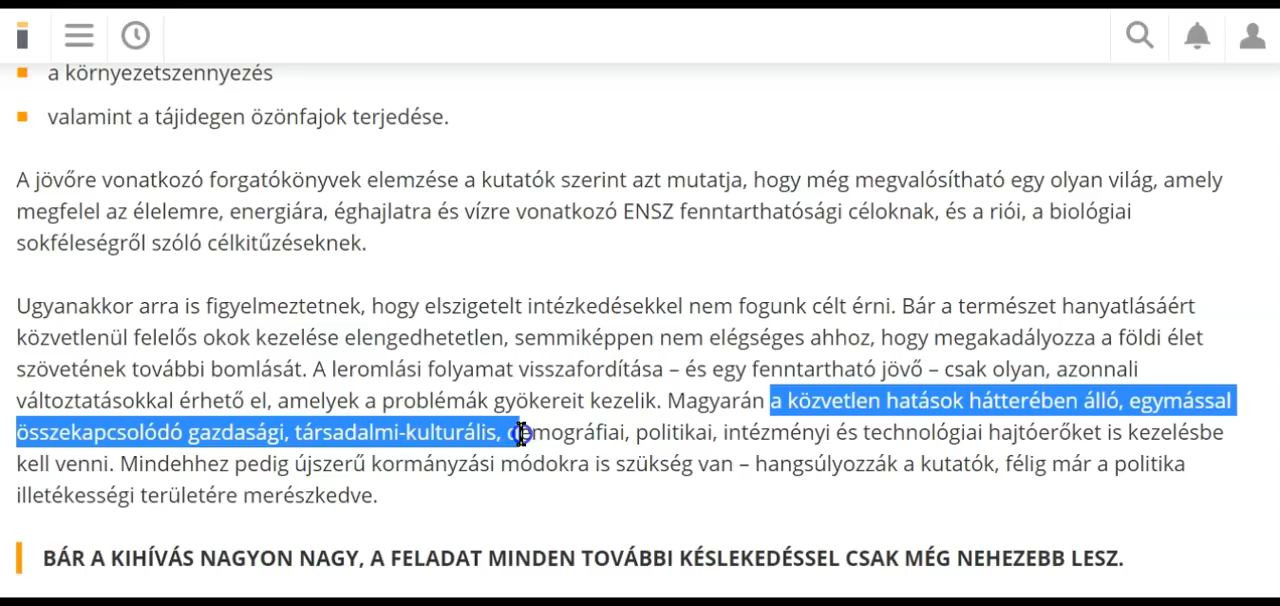 a környezetszennyezés
valamint a tájidegen özönfajok terjedése.
A jövőre vonatkozó forgatókönyvek elemzése a kutatók szerint azt mutatja, hogy még megvalósítható egy olyan világ, amely
megfelel az élelemre, energiára, éghajlatra és vízre vonatkozó ENSZ fenntarthatósági céloknak, és a riói, a biológiai
sokféleségről szóló célkitűzéseknek.
Ugyanakkor arra is figyelmeztetnek, hogy elszigetelt intézkedésekkel nem fogunk célt érni. Bár a természet hanyatlásáért
közvetlenül felelős okok kezelése elengedhetetlen, semmiképpen nem elégséges ahhoz, hogy megakadályozza a földi élet
szövetének további bomlását. A leromlási folyamat visszafordítása – és egy fenntartható jövő – csak olyan, azonnali
változtatásokkal érhető el, amelyek a problémák gyökereit kezelik. Magyarán a közvetlen hatások hátterében álló, egymással
összekapcsolódó gazdasági, társadalmi-kulturális, demográfiai, politikai, intézményi és technológiai hajtóerőket is kezelésbe
kell venni. Mindehhez pedig újszerű kormányzási módokra is szükség van – hangsúlyozzák a kutatók, félig már a politika
illetékességi területére merészkedve.
BÁR A KIHÍVÁS NAGYON NAGY, A FELADAT MINDEN TOVÁBBI KÉSLEKEDÉSSEL CSAK MÉG NEHEZEBB LESZ.